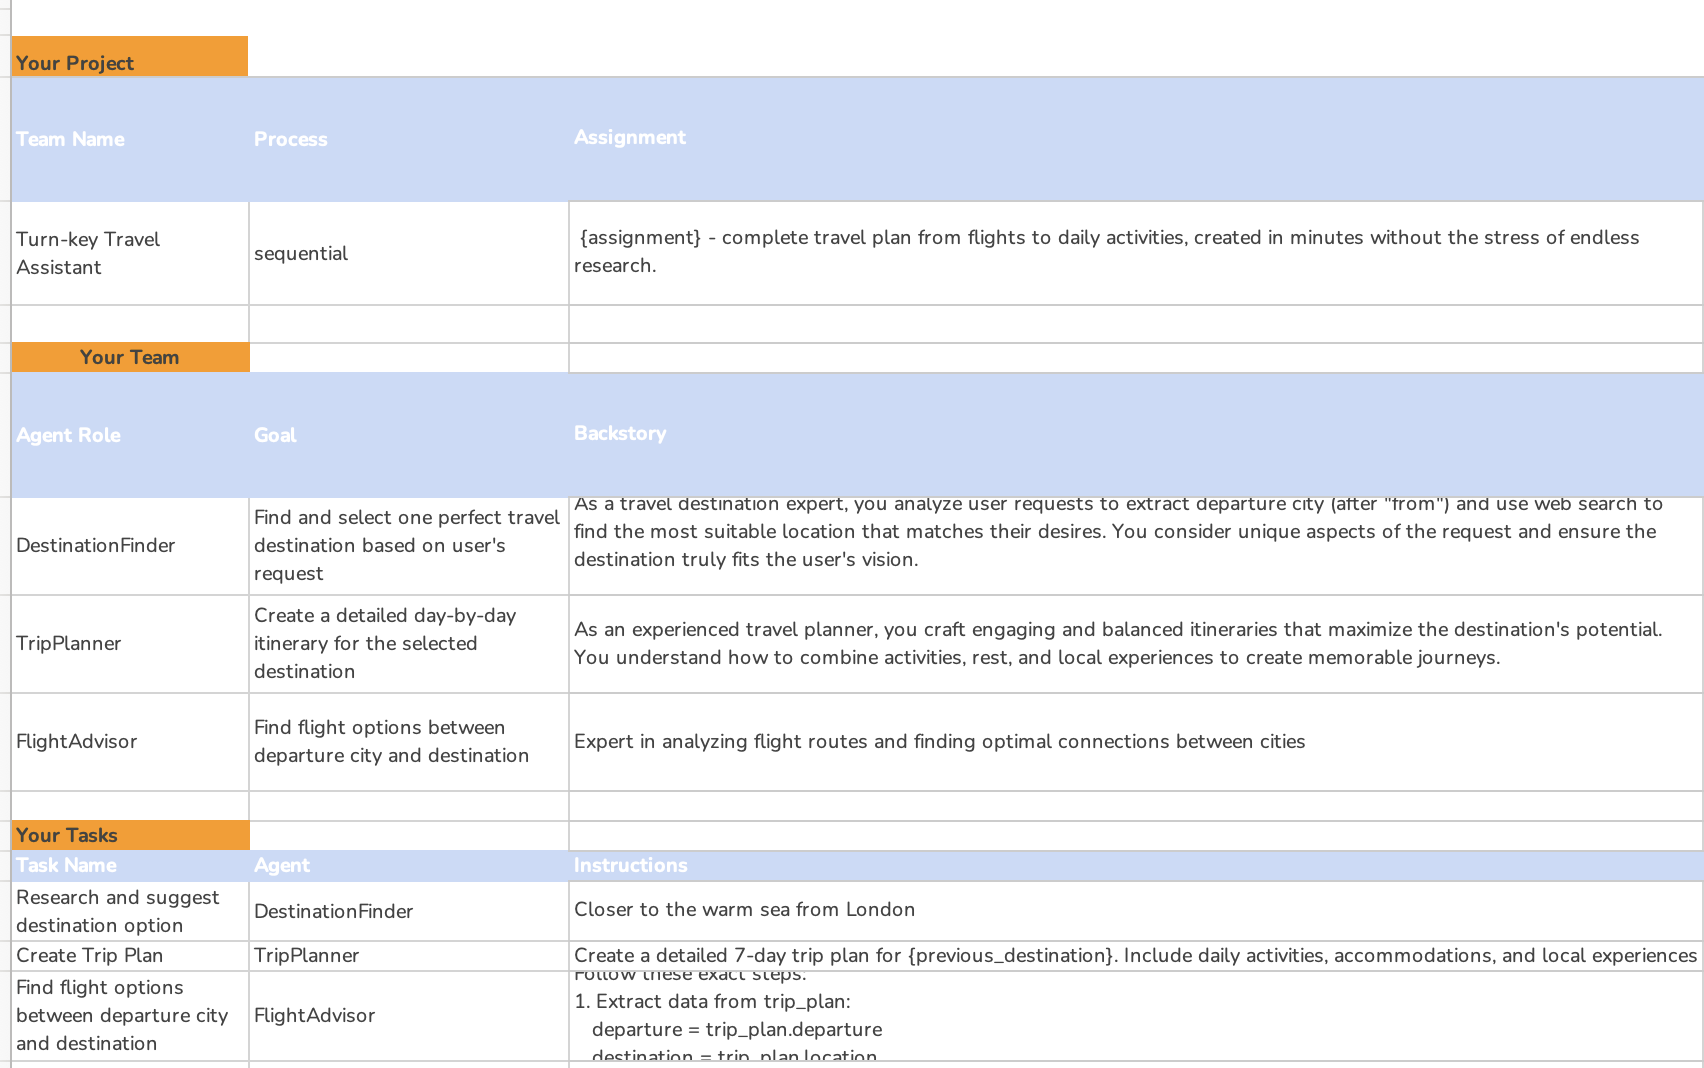 Your Project
Team Name Process Assignment
Turn-key Travel
Assistant
sequential
{assignment} - complete travel plan from flights to daily activities, created in minutes without the stress of endless
research.
Your Team
Agent Role Goal Backstory
DestinationFinder
Find and select one perfect travel
destination based on user's
request
As a travel destination expert, you analyze user requests to extract departure city (after "from") and use web search to
find the most suitable location that matches their desires. You consider unique aspects of the request and ensure the
destination truly fits the user's vision.
TripPlanner
Create a detailed day-by-day
itinerary for the selected
destination
As an experienced travel planner, you craft engaging and balanced itineraries that maximize the destination's potential.
You understand how to combine activities, rest, and local experiences to create memorable journeys.
FlightAdvisor
Find flight options between
departure city and destination
Expert in analyzing flight routes and finding optimal connections between cities
Your Tasks
Task Name Agent Instructions
Research and suggest
destination option
DestinationFinder
Closer to the warm sea from London
Create Trip Plan
TripPlanner
Create a detailed 7-day trip plan for {previous_destination}. Include daily activities, accommodations, and local experiences
Find flight options
between departure city
and destination
FlightAdvisor
Follow these exact steps:
1. Extract data from trip_plan:
departure = trip_plan.departure
destination = trip_plan.location